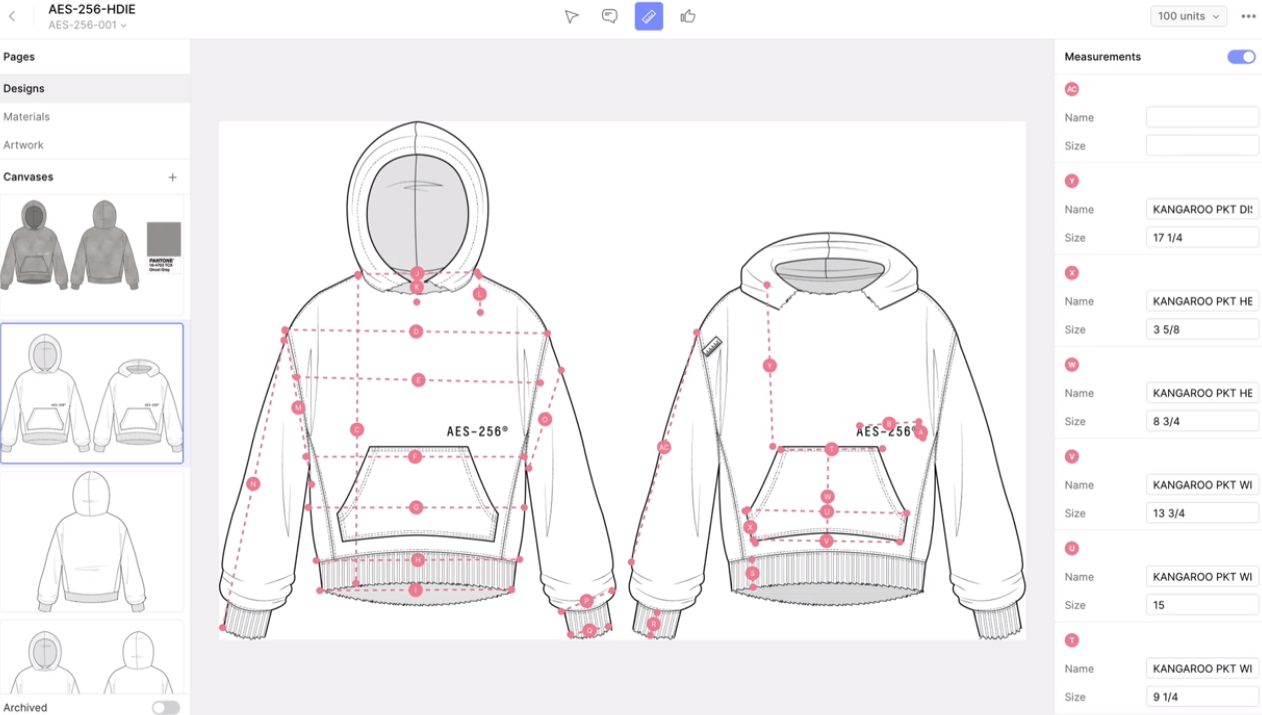 AES-256-HDIE
AES-256-001
100 units
Pages
Designs
Materials
Artwork
Canvases
PANTONE®
Ghost Gray
Archived
J
K
L
D
E
M
C
O
AES-256®
F
N
G
H
I
P
Q
Y
B
AES-256®
A
AC
T
W
U
X
V
S
R
Measurements
AC
Name
Size
Y
Name KANGAROO PKT DIS
Size 17 1/4
X
Name KANGAROO PKT HE
Size 3 5/8
W
Name KANGAROO PKT HE
Size 8 3/4
V
Name KANGAROO PKT WI
Size 13 3/4
U
Name KANGAROO PKT WI
Size 15
T
Name KANGAROO PKT WI
Size 9 1/4